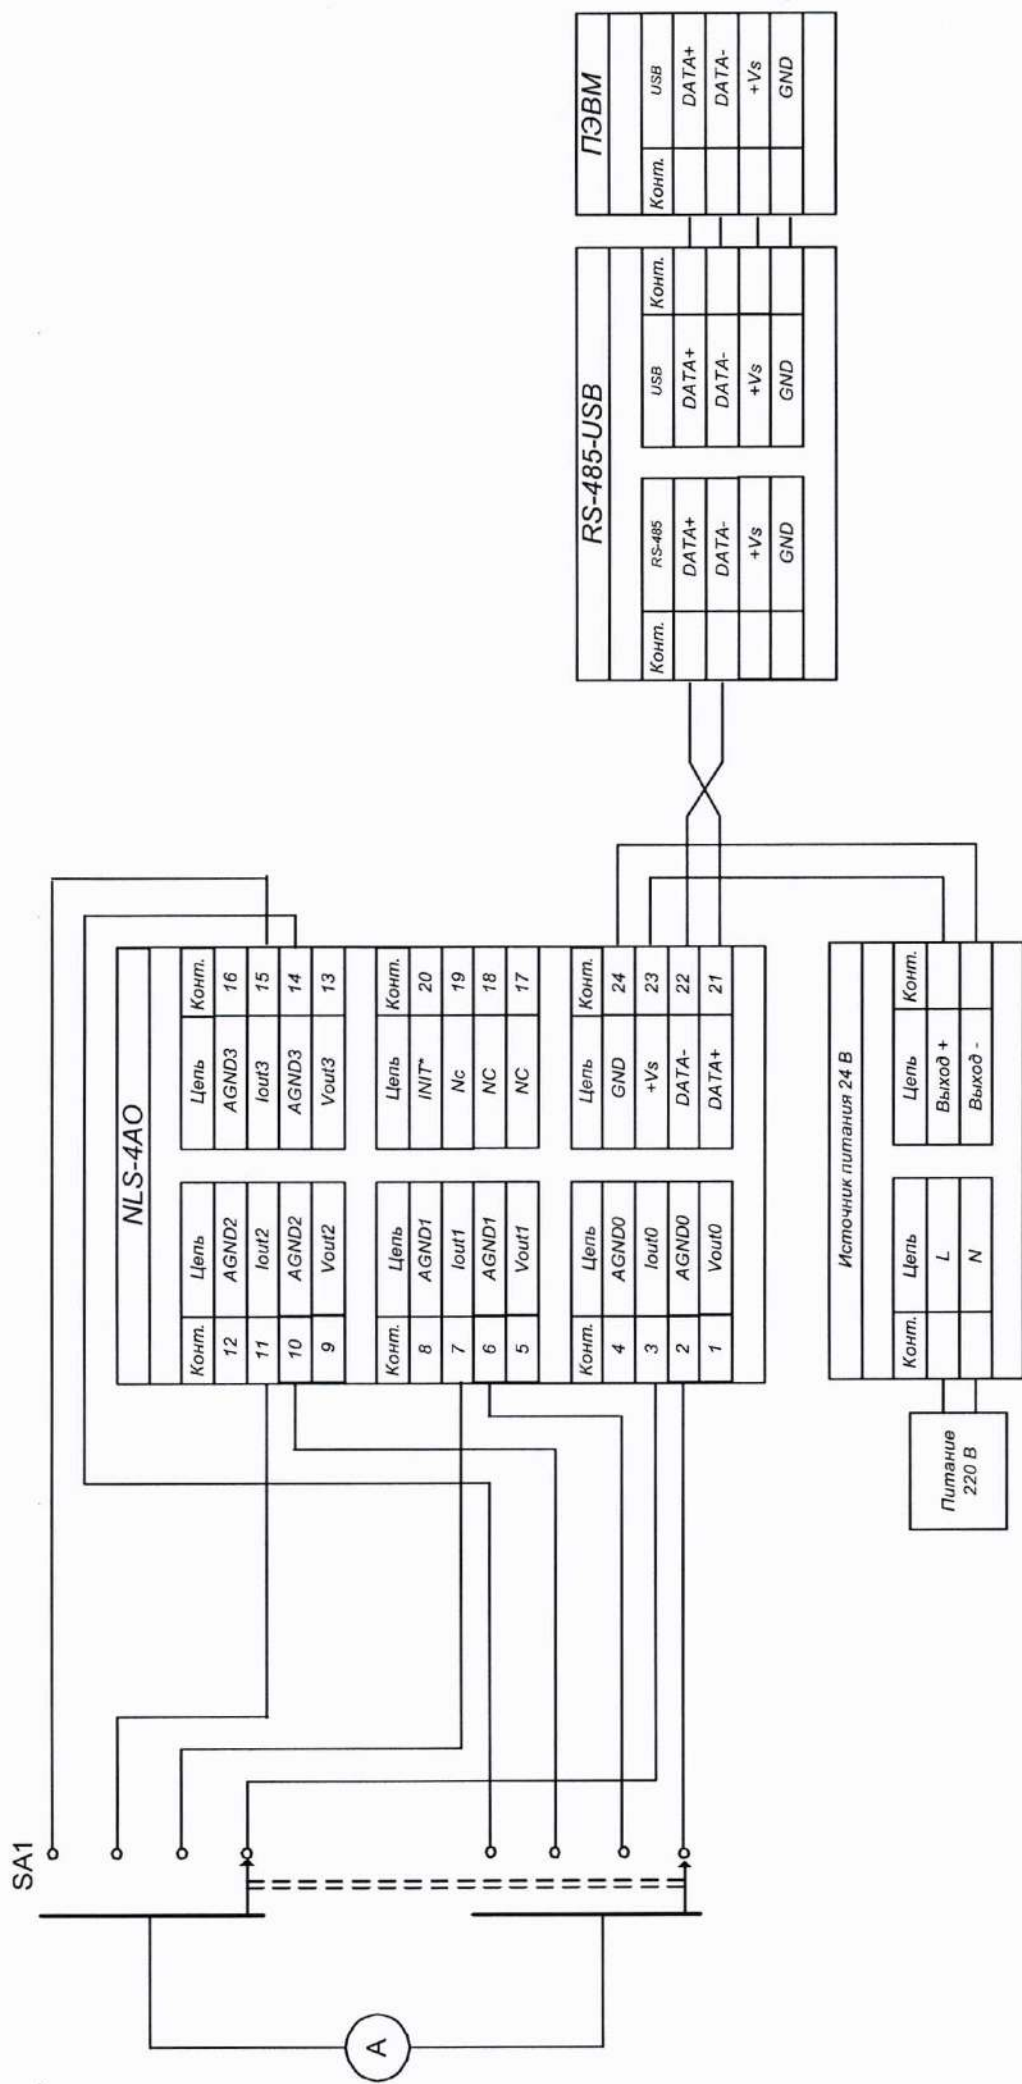 SA1
A
NLS-4AO
Конт. Цепь
12 AGND2
11 Iout2
10 AGND2
9 Vout2
Конт. Цепь
8 AGND1
7 Iout1
6 AGND1
5 Vout1
Конт. Цепь
4 AGND0
3 Iout0
2 AGND0
1 Vout0
Цепь Конт.
AGND3 16
Iout3 15
AGND3 14
Vout3 13
Цепь Конт.
INIT* 20
Nc 19
NC 18
NC 17
Цепь Конт.
GND 24
+Vs 23
DATA- 22
DATA+ 21
Питание
220 В
Источник питания 24 В
Конт. Цепь
L
N
Цепь Конт.
Выход +
Выход -
RS-485-USB
Конт. RS-485
DATA+
DATA-
+Vs
GND
USB Конт.
DATA+
DATA-
+Vs
GND
ПЭВМ
Конт. USB
DATA+
DATA-
+Vs
GND